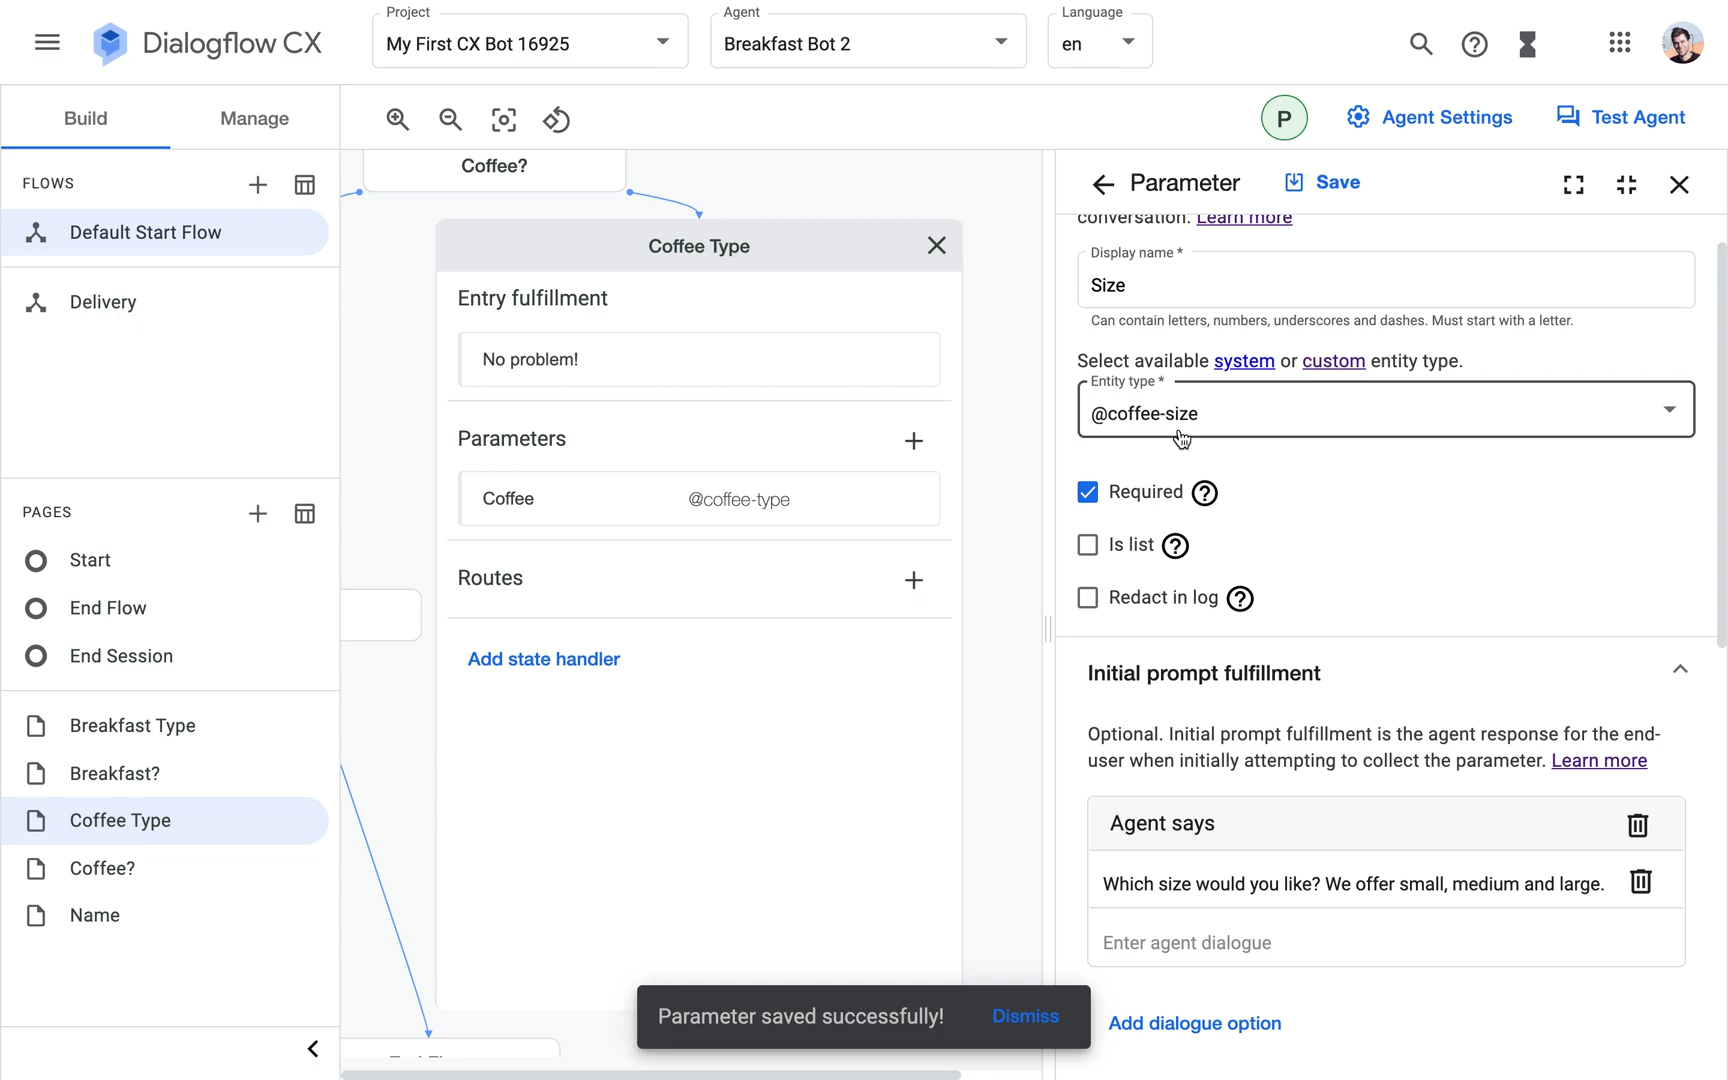 Project
Agent
Language
Dialogflow CX
My First CX Bot 16925
Breakfast Bot 2
en
Build
Manage
P
Agent Settings
Test Agent
FLOWS
Default Start Flow
Delivery
PAGES
Start
End Flow
End Session
Breakfast Type
Breakfast?
Coffee Type
Coffee?
Name
Coffee?
Coffee Type
Entry fulfillment
No problem!
Parameters
Coffee
@coffee-type
Routes
Add state handler
Parameter saved successfully!
Dismiss
Parameter
Save
conversation. Learn more
Display name *
Size
Can contain letters, numbers, underscores and dashes. Must start with a letter.
Select available system or custom entity type.
Entity type *
@coffee-size
Required
Is list
Redact in log
Initial prompt fulfillment
Optional. Initial prompt fulfillment is the agent response for the end-
user when initially attempting to collect the parameter. Learn more
Agent says
Which size would you like? We offer small, medium and large.
Enter agent dialogue
Add dialogue option